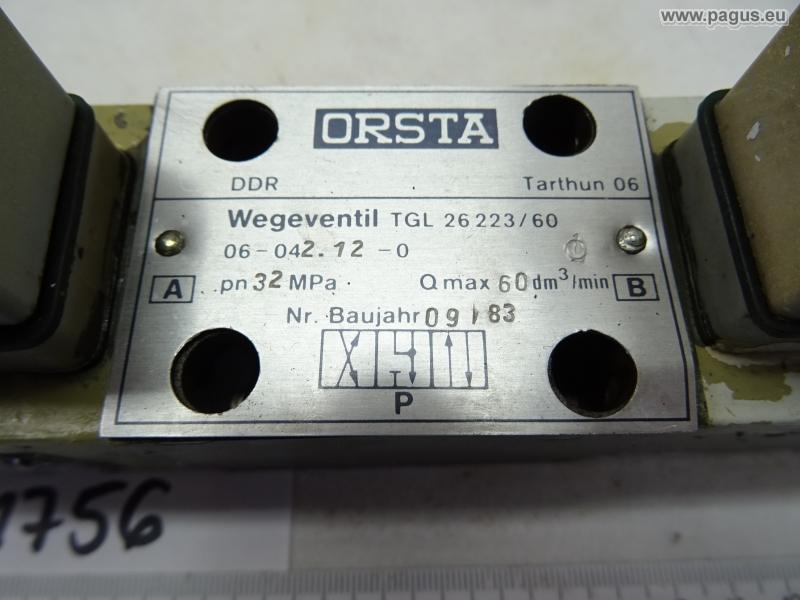 www.pagus.eu
ORSTA
DDR Tarthun 06
Wegeventil TGL 26 223/60
06-042.12-0
A pn 32 MPa Q max 60 dm³/min B
Nr. Baujahr 09 83
P
1756